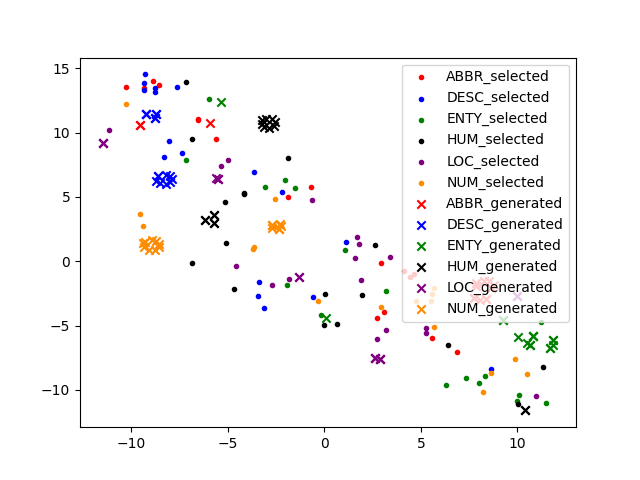 15
10
5
0
−5
−10
−10
−5
0
5
10
ABBR_selected
DESC_selected
ENTY_selected
HUM_selected
LOC_selected
NUM_selected
ABBR_generated
DESC_generated
ENTY_generated
HUM_generated
LOC_generated
NUM_generated